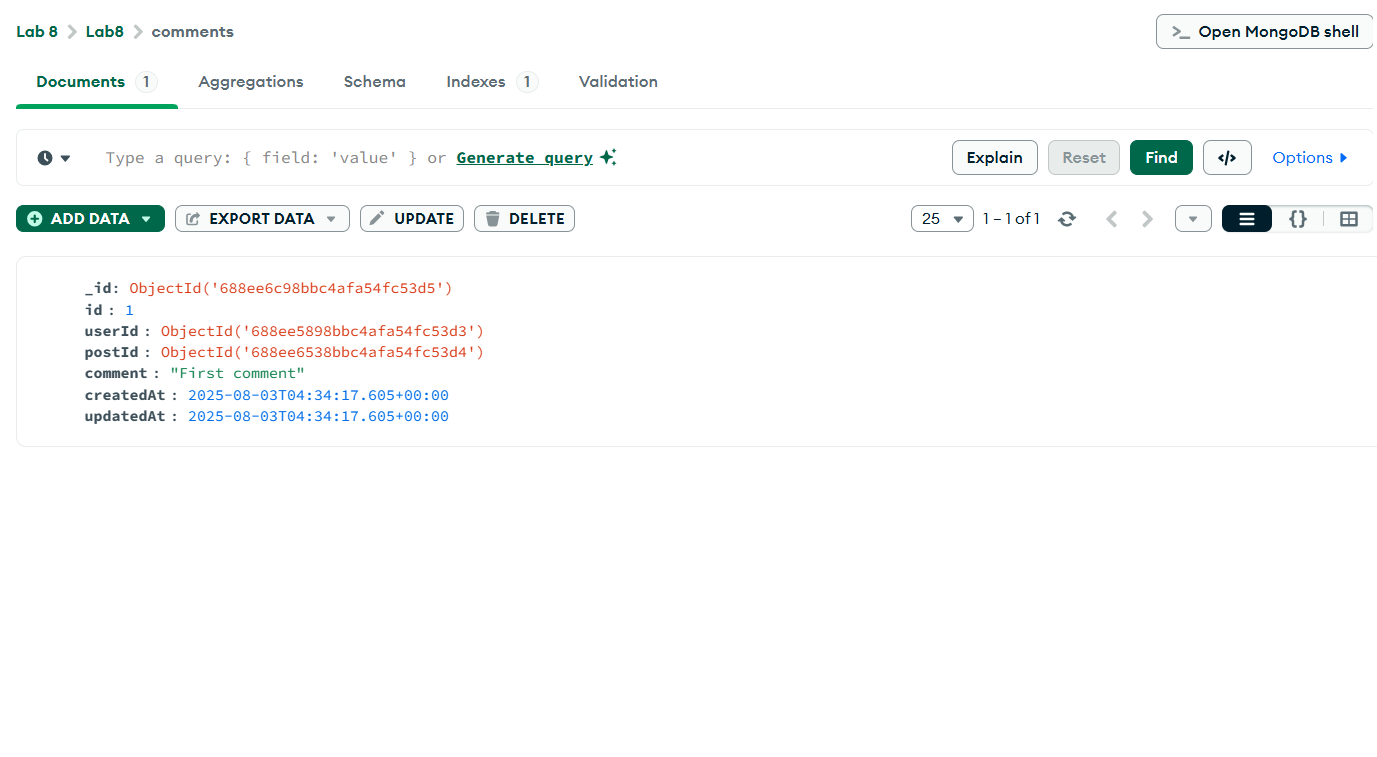 Lab 8 > Lab8 > comments
>_ Open MongoDB shell
Documents 1 Aggregations Schema Indexes 1 Validation
Type a query: { field: 'value' } or Generate query
Explain Reset Find </> Options
ADD DATA EXPORT DATA UPDATE DELETE 25 1 – 1 of 1 {}
_id: ObjectId('688ee6c98bbc4afa54fc53d5')
id : 1
userId : ObjectId('688ee5898bbc4afa54fc53d3')
postId : ObjectId('688ee6538bbc4afa54fc53d4')
comment : "First comment"
createdAt : 2025-08-03T04:34:17.605+00:00
updatedAt : 2025-08-03T04:34:17.605+00:00